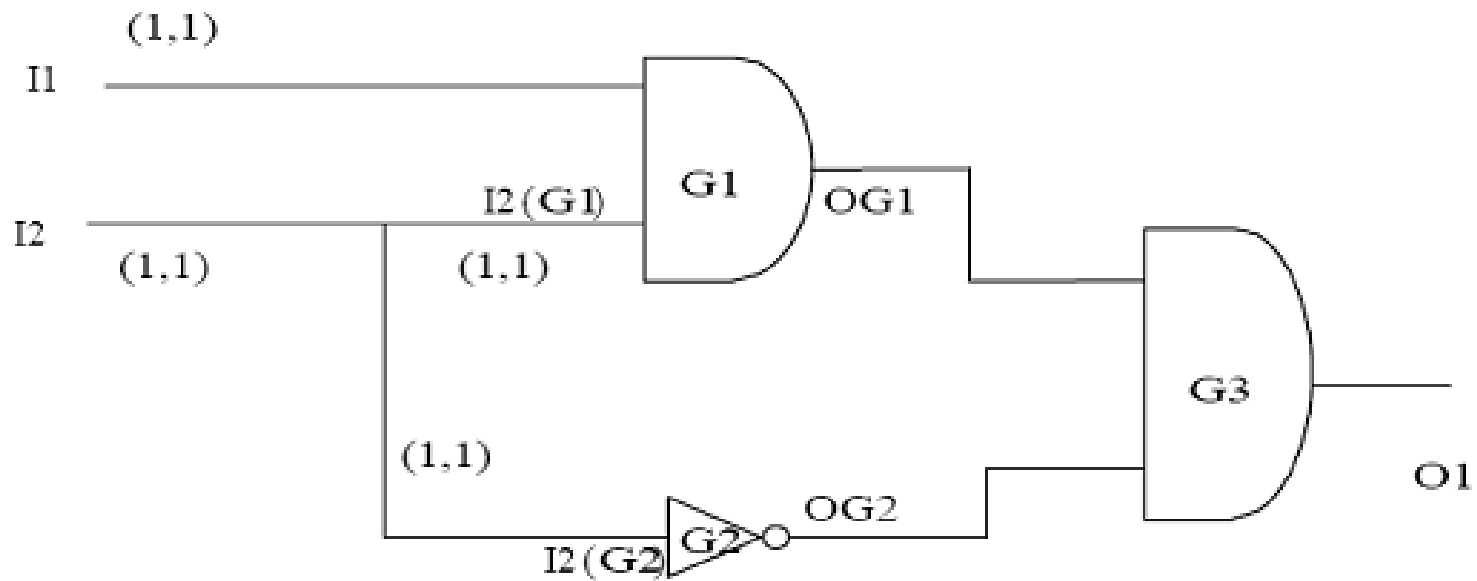 (1,1)
I1
I2(G1)
G1
OG1
I2
(1,1)
(1,1)
G3
(1,1)
O1
OG2
G2
I2(G2)